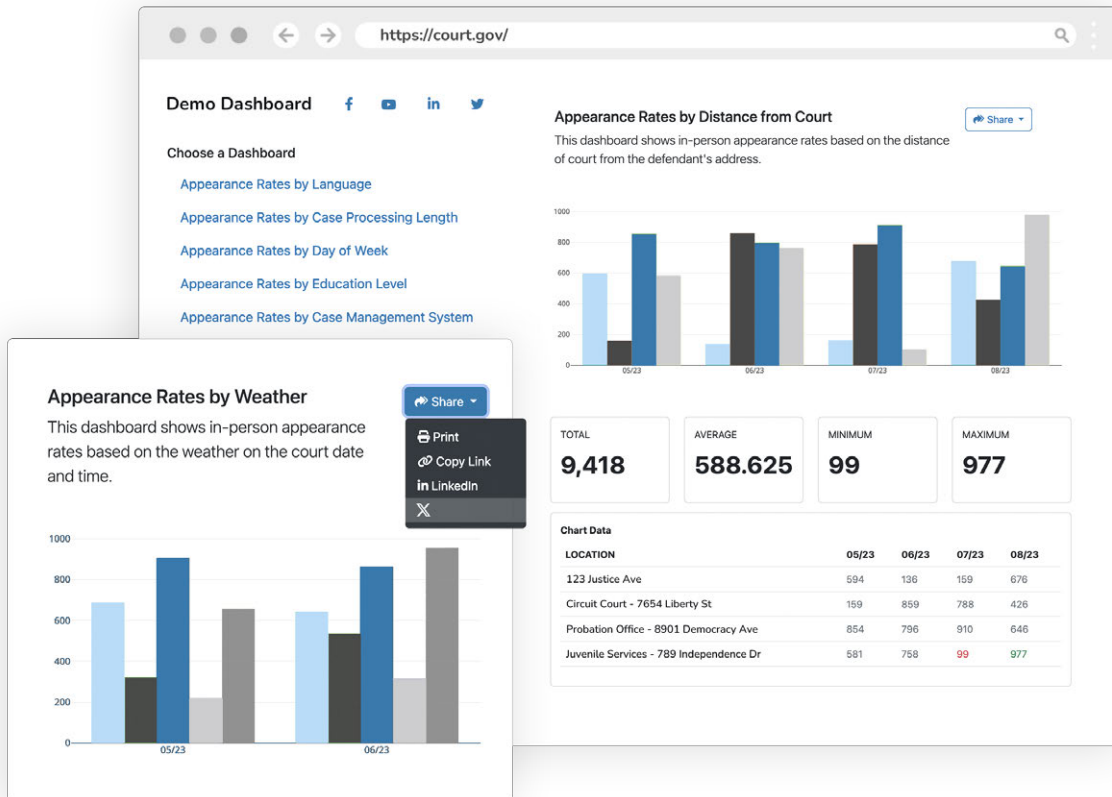 https://court.gov/
Demo Dashboard
Choose a Dashboard
Appearance Rates by Language
Appearance Rates by Case Processing Length
Appearance Rates by Day of Week
Appearance Rates by Education Level
Appearance Rates by Case Management System
Appearance Rates by Distance from Court
Share
This dashboard shows in-person appearance rates based on the distance
of court from the defendant's address.
1000
800
600
400
200
0
05/23 06/23 07/23 08/23
TOTAL AVERAGE MINIMUM MAXIMUM
9,418 588.625 99 977
Chart Data
LOCATION 05/23 06/23 07/23 08/23
123 Justice Ave 594 136 159 676
Circuit Court - 7654 Liberty St 159 859 788 426
Probation Office - 8901 Democracy Ave 854 796 910 646
Juvenile Services - 789 Independence Dr 581 758 99 977
Appearance Rates by Weather
Share
This dashboard shows in-person appearance
rates based on the weather on the court date
and time.
Print
Copy Link
in LinkedIn
X
1000
800
600
400
200
0
05/23 06/23